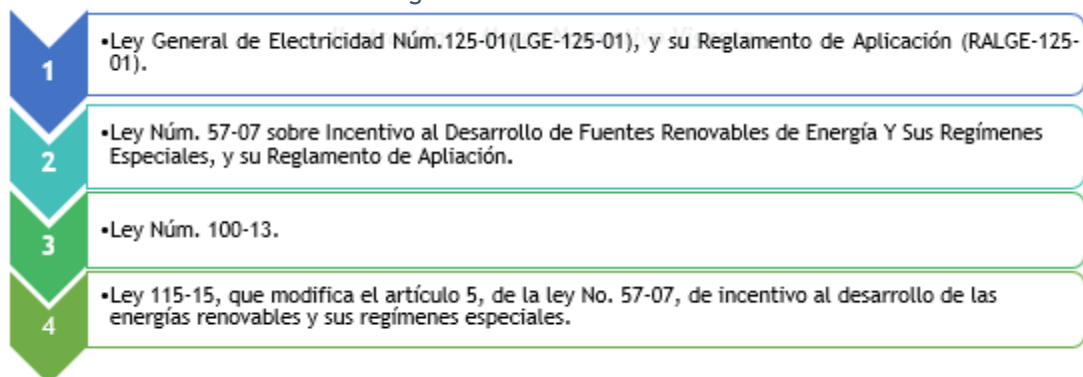 1
•Ley General de Electricidad Núm.125-01(LGE-125-01), y su Reglamento de Aplicación (RALGE-125-
01).
2
•Ley Núm. 57-07 sobre Incentivo al Desarrollo de Fuentes Renovables de Energía Y Sus Regímenes
Especiales, y su Reglamento de Apliación.
3
•Ley Núm. 100-13.
4
•Ley 115-15, que modifica el artículo 5, de la ley No. 57-07, de incentivo al desarrollo de las
energías renovables y sus regímenes especiales.